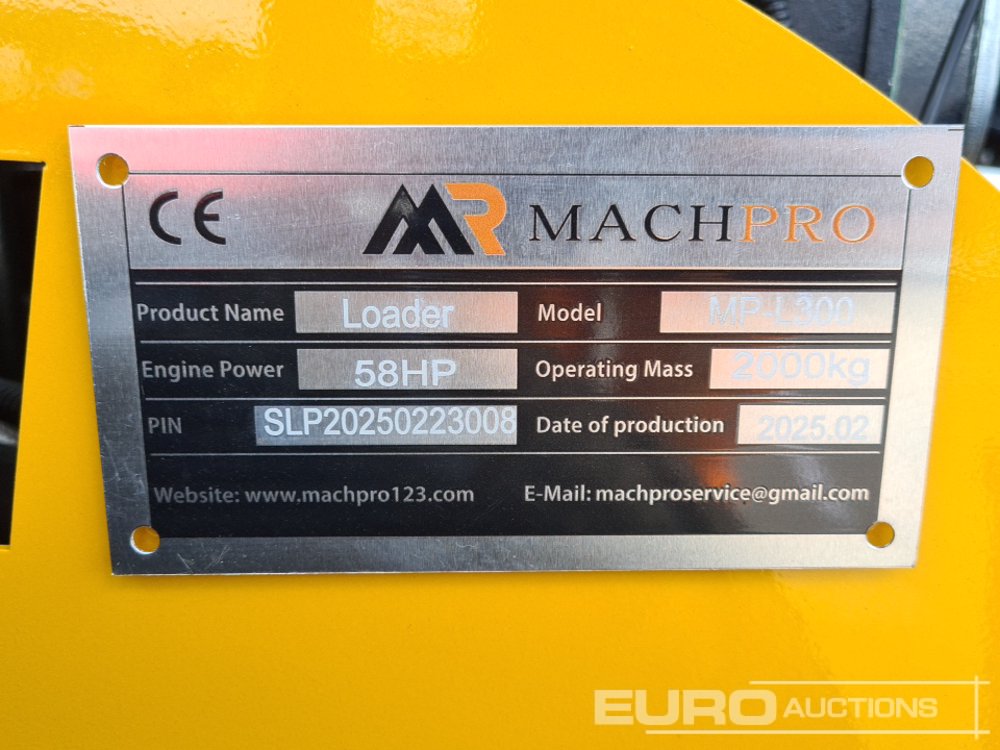 CE MR MACHPRO
Product Name Loader Model MP-L300
Engine Power 58HP Operating Mass 2000kg
PIN SLP20250223008 Date of production 2025.02
Website: www.machpro123.com E-Mail: machproservice@gmail.com
EURO AUCTIONS